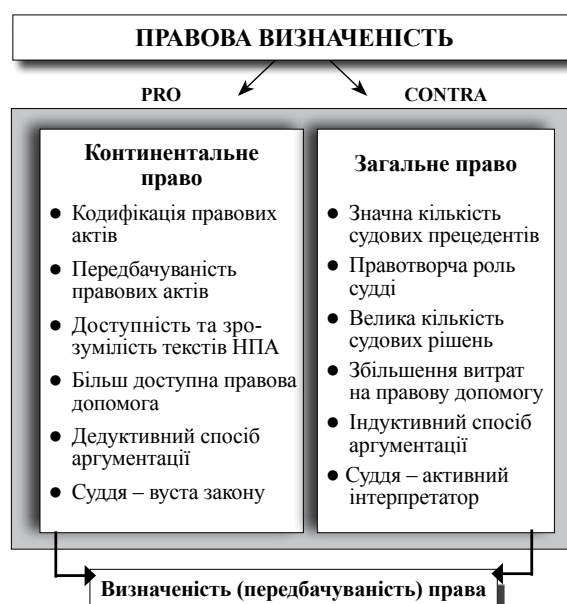 ПРАВОВА ВИЗНАЧЕНІСТЬ
PRO
CONTRA
Континентальне
право
● Кодифікація правових
актів
● Передбачуваність
правових актів
● Доступність та зро-
зумілість текстів НПА
● Більш доступна правова
допомога
● Дедуктивний спосіб
аргументації
● Суддя – вуста закону
Загальне право
● Значна кількість
судових прецедентів
● Правотворча роль
судді
● Велика кількість
судових рішень
● Збільшення витрат
на правову допомогу
● Індуктивний спосіб
аргументації
● Суддя – активний
інтерпретатор
Визначеність (передбачуваність) права